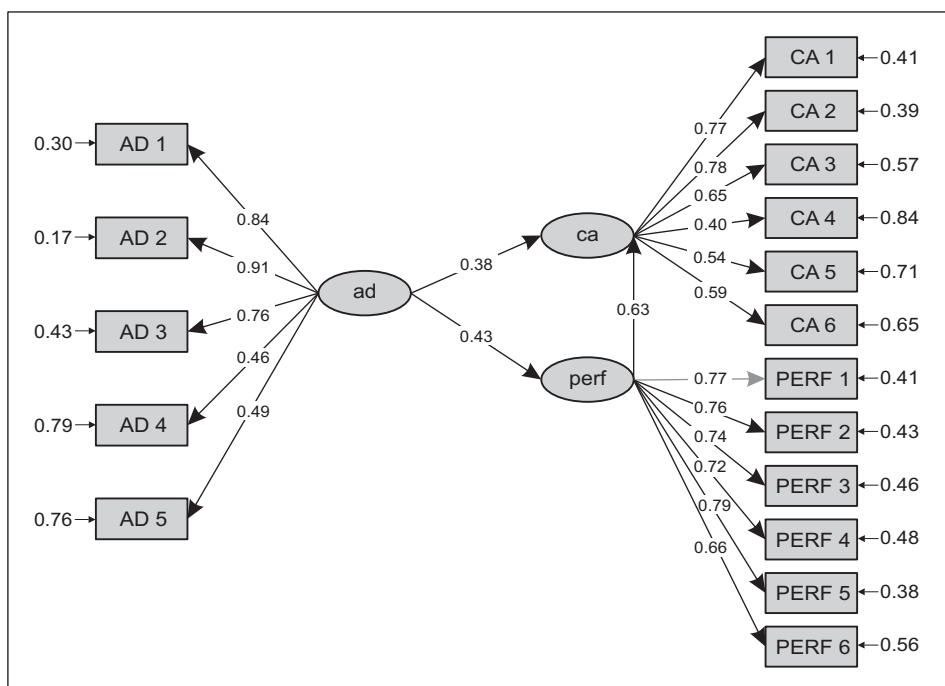 0.30 AD 1
0.17 AD 2
0.43 AD 3
0.79 AD 4
0.76 AD 5
0.84
0.91
0.76
0.46
0.49
ad
0.38
0.43
ca
0.63
perf
0.77
0.78
0.65
0.40
0.54
0.59
0.77
0.76
0.74
0.72
0.79
0.66
CA 1 0.41
CA 2 0.39
CA 3 0.57
CA 4 0.84
CA 5 0.71
CA 6 0.65
PERF 1 0.41
PERF 2 0.43
PERF 3 0.46
PERF 4 0.48
PERF 5 0.38
PERF 6 0.56